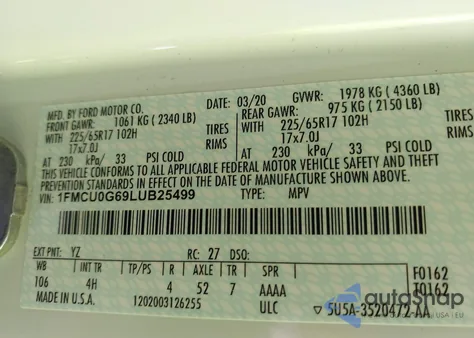 MFD. BY FORD MOTOR CO.
DATE: 03/20 GVWR: 1978 KG ( 4360 LB)
FRONT GAWR: 1061 KG ( 2340 LB) REAR GAWR: 975 KG ( 2150 LB)
WITH 225/65R17 102H TIRES WITH 225/65R17 102H TIRES
17x7.0J RIMS 17x7.0J RIMS
AT 230 kPa/ 33 PSI COLD AT 230 kPa/ 33 PSI COLD
THIS VEHICLE CONFORMS TO ALL APPLICABLE FEDERAL MOTOR VEHICLE SAFETY AND THEFT
PREVENTION STANDARDS IN EFFECT ON THE DATE OF MANUFACTURE SHOWN ABOVE.
VIN: 1FMCU0G69LUB25499 TYPE: MPV
EXT PNT: YZ RC: 27 DSO:
WB TP/PS R AXLE TR SPR F0162
106 4H 4 52 7 AAAA T0162
MADE IN U.S.A. 120200312625​5 ULC 5U5A-3520472-AA
autoSnap